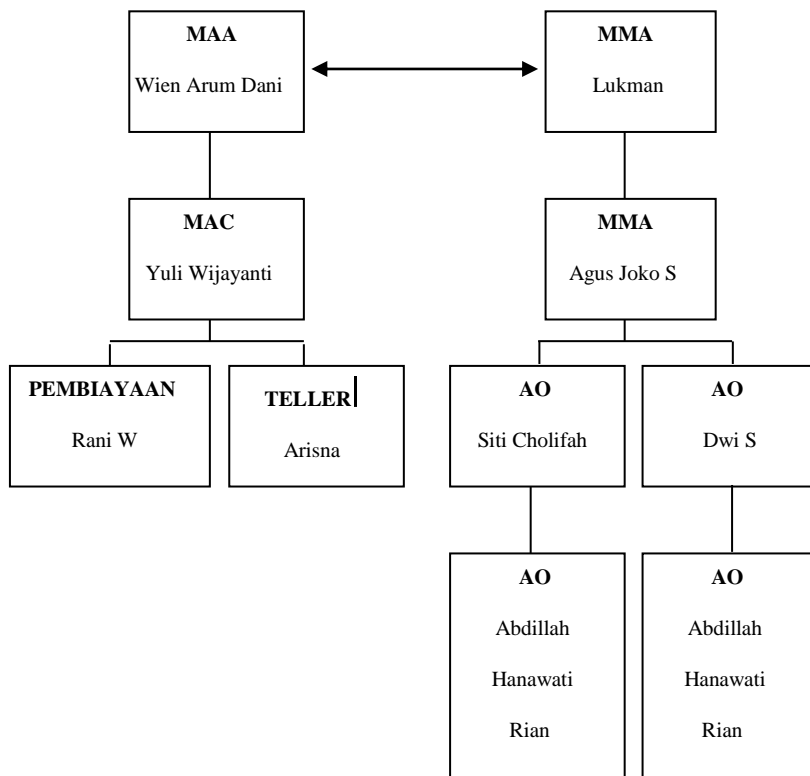 MAA
Wien Arum Dani
MMA
Lukman
MAC
Yuli Wijayanti
MMA
Agus Joko S
PEMBIAYAAN
Rani W
TELLER
Arisna
AO
Siti Cholifah
AO
Dwi S
AO
Abdillah
Hanawati
Rian
AO
Abdillah
Hanawati
Rian